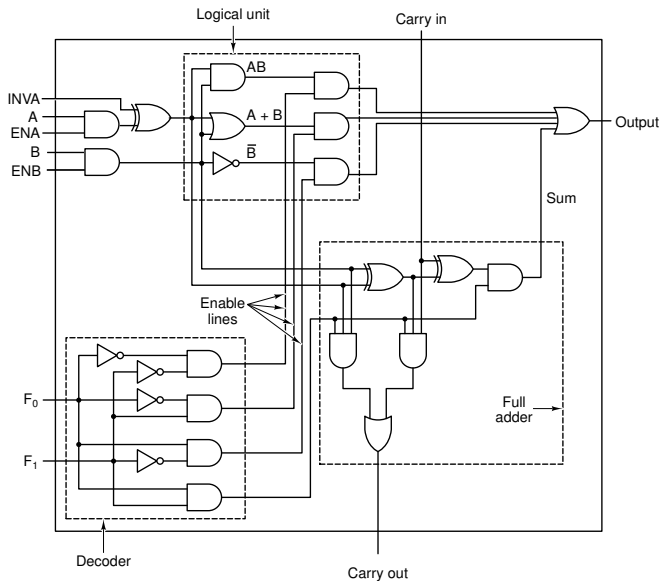 Logical unit
Carry in
INVA
A
ENA
B
ENB
AB
A + B
B̅
Output
Sum
Enable
lines
F₀
F₁
Full
adder
Decoder
Carry out